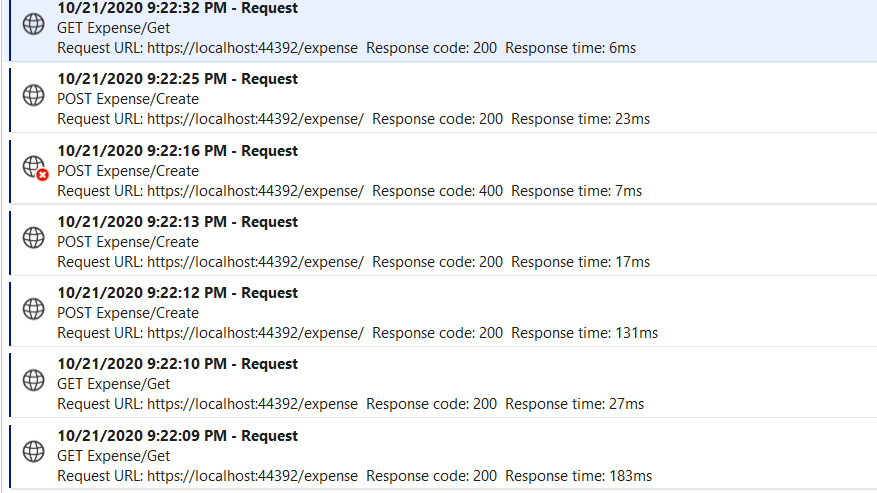 10/21/2020 9:22:32 PM - Request
GET Expense/Get
Request URL: https://localhost:44392/expense  Response code: 200  Response time: 6ms
10/21/2020 9:22:25 PM - Request
POST Expense/Create
Request URL: https://localhost:44392/expense/  Response code: 200  Response time: 23ms
10/21/2020 9:22:16 PM - Request
POST Expense/Create
Request URL: https://localhost:44392/expense/  Response code: 400  Response time: 7ms
10/21/2020 9:22:13 PM - Request
POST Expense/Create
Request URL: https://localhost:44392/expense/  Response code: 200  Response time: 17ms
10/21/2020 9:22:12 PM - Request
POST Expense/Create
Request URL: https://localhost:44392/expense/  Response code: 200  Response time: 131ms
10/21/2020 9:22:10 PM - Request
GET Expense/Get
Request URL: https://localhost:44392/expense  Response code: 200  Response time: 27ms
10/21/2020 9:22:09 PM - Request
GET Expense/Get
Request URL: https://localhost:44392/expense  Response code: 200  Response time: 183ms